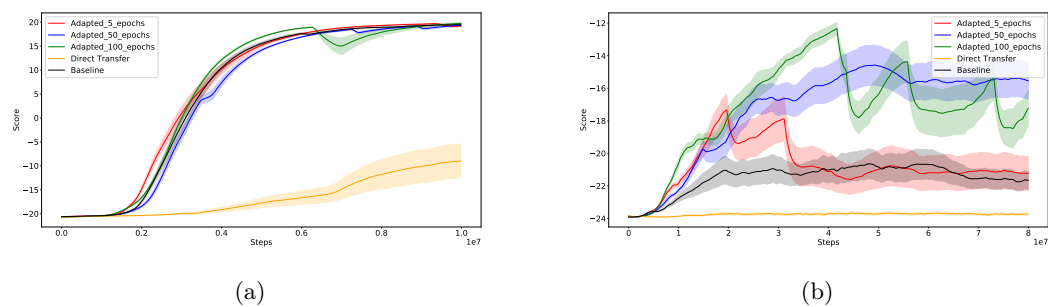 Adapted_5_epochs
Adapted_50_epochs
Adapted_100_epochs
Direct Transfer
Baseline
Score
20
15
10
5
0
−5
−10
−15
−20
0.0 0.2 0.4 0.6 0.8 1.0
Steps
1e7
(a)
Adapted_5_epochs
Adapted_50_epochs
Adapted_100_epochs
Direct Transfer
Baseline
Score
−12
−14
−16
−18
−20
−22
−24
0 1 2 3 4 5 6 7 8
Steps
1e7
(b)